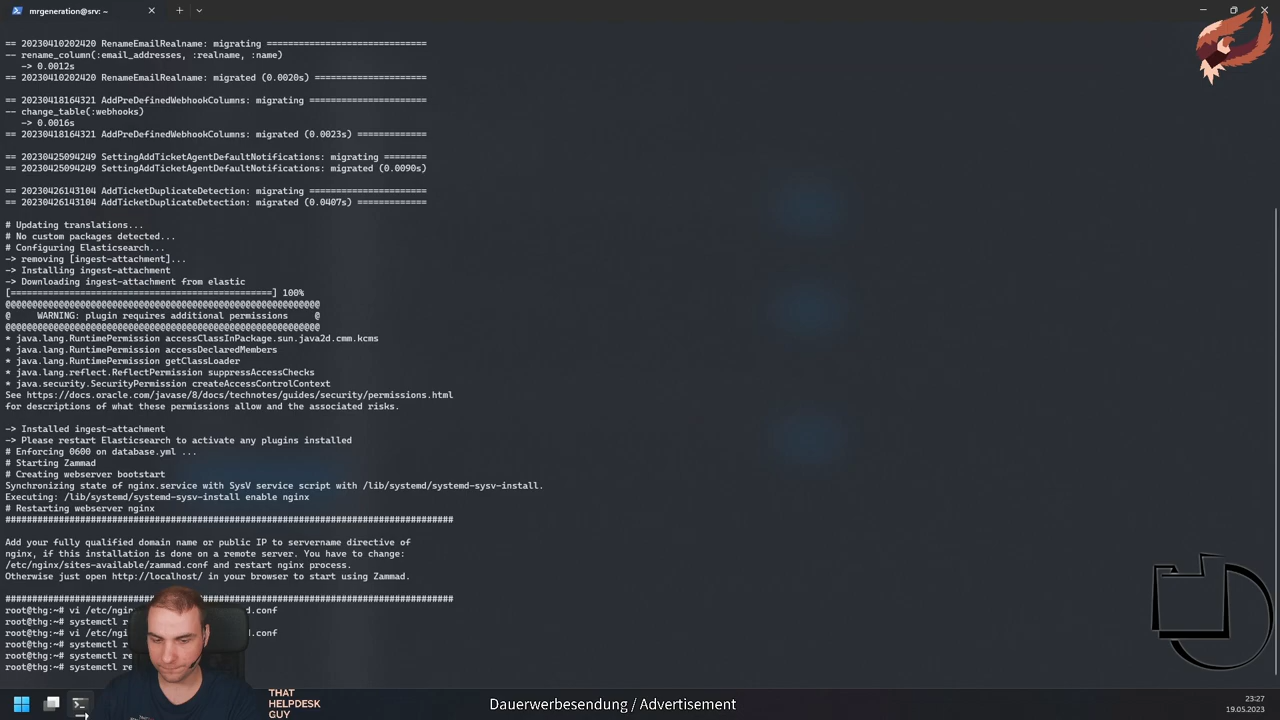 mrgeneration@srv: ~
== 20230410202420 RenameEmailRealname: migrating ==============================
-- rename_column(:email_addresses, :realname, :name)
-> 0.0012s
== 20230410202420 RenameEmailRealname: migrated (0.0020s) =====================
== 20230418164321 AddPreDefinedWebhookColumns: migrating ======================
-- change_table(:webhooks)
-> 0.0016s
== 20230418164321 AddPreDefinedWebhookColumns: migrated (0.0023s) =============
== 20230425094249 SettingAddTicketAgentDefaultNotifications: migrating ========
== 20230425094249 SettingAddTicketAgentDefaultNotifications: migrated (0.0090s)
== 20230426143104 AddTicketDuplicateDetection: migrating ======================
== 20230426143104 AddTicketDuplicateDetection: migrated (0.0407s) =============
# Updating translations...
# No custom packages detected...
# Configuring Elasticsearch...
-> removing [ingest-attachment]...
-> Installing ingest-attachment
-> Downloading ingest-attachment from elastic
[=================================================] 100%
@@@@@@@@@@@@@@@@@@@@@@@@@@@@@@@@@@@@@@@@@@@@@@@@@@@@@@@@@@@
@     WARNING: plugin requires additional permissions     @
@@@@@@@@@@@@@@@@@@@@@@@@@@@@@@@@@@@@@@@@@@@@@@@@@@@@@@@@@@@
* java.lang.RuntimePermission accessClassInPackage.sun.java2d.cmm.kcms
* java.lang.RuntimePermission accessDeclaredMembers
* java.lang.RuntimePermission getClassLoader
* java.lang.reflect.ReflectPermission suppressAccessChecks
* java.security.SecurityPermission createAccessControlContext
See https://docs.oracle.com/javase/8/docs/technotes/guides/security/permissions.html
for descriptions of what these permissions allow and the associated risks.
-> Installed ingest-attachment
-> Please restart Elasticsearch to activate any plugins installed
# Enforcing 0600 on database.yml ...
# Starting Zammad
# Creating webserver bootstart
Synchronizing state of nginx.service with SysV service script with /lib/systemd/systemd-sysv-install.
Executing: /lib/systemd/systemd-sysv-install enable nginx
# Restarting webserver nginx
####################################################################################
Add your fully qualified domain name or public IP to servername directive of
nginx, if this installation is done on a remote server. You have to change:
/etc/nginx/sites-available/zammad.conf and restart nginx process.
Otherwise just open http://localhost/ in your browser to start using Zammad.
####################################################################################
root@thg:~# vi /etc/ngin d.conf
root@thg:~# systemctl r
root@thg:~# vi /etc/ngi d.conf
root@thg:~# systemctl r
root@thg:~# systemctl re
root@thg:~# systemctl re
THAT
HELPDESK
GUY
Dauerwerbesendung / Advertisement
23:27
19.05.2023